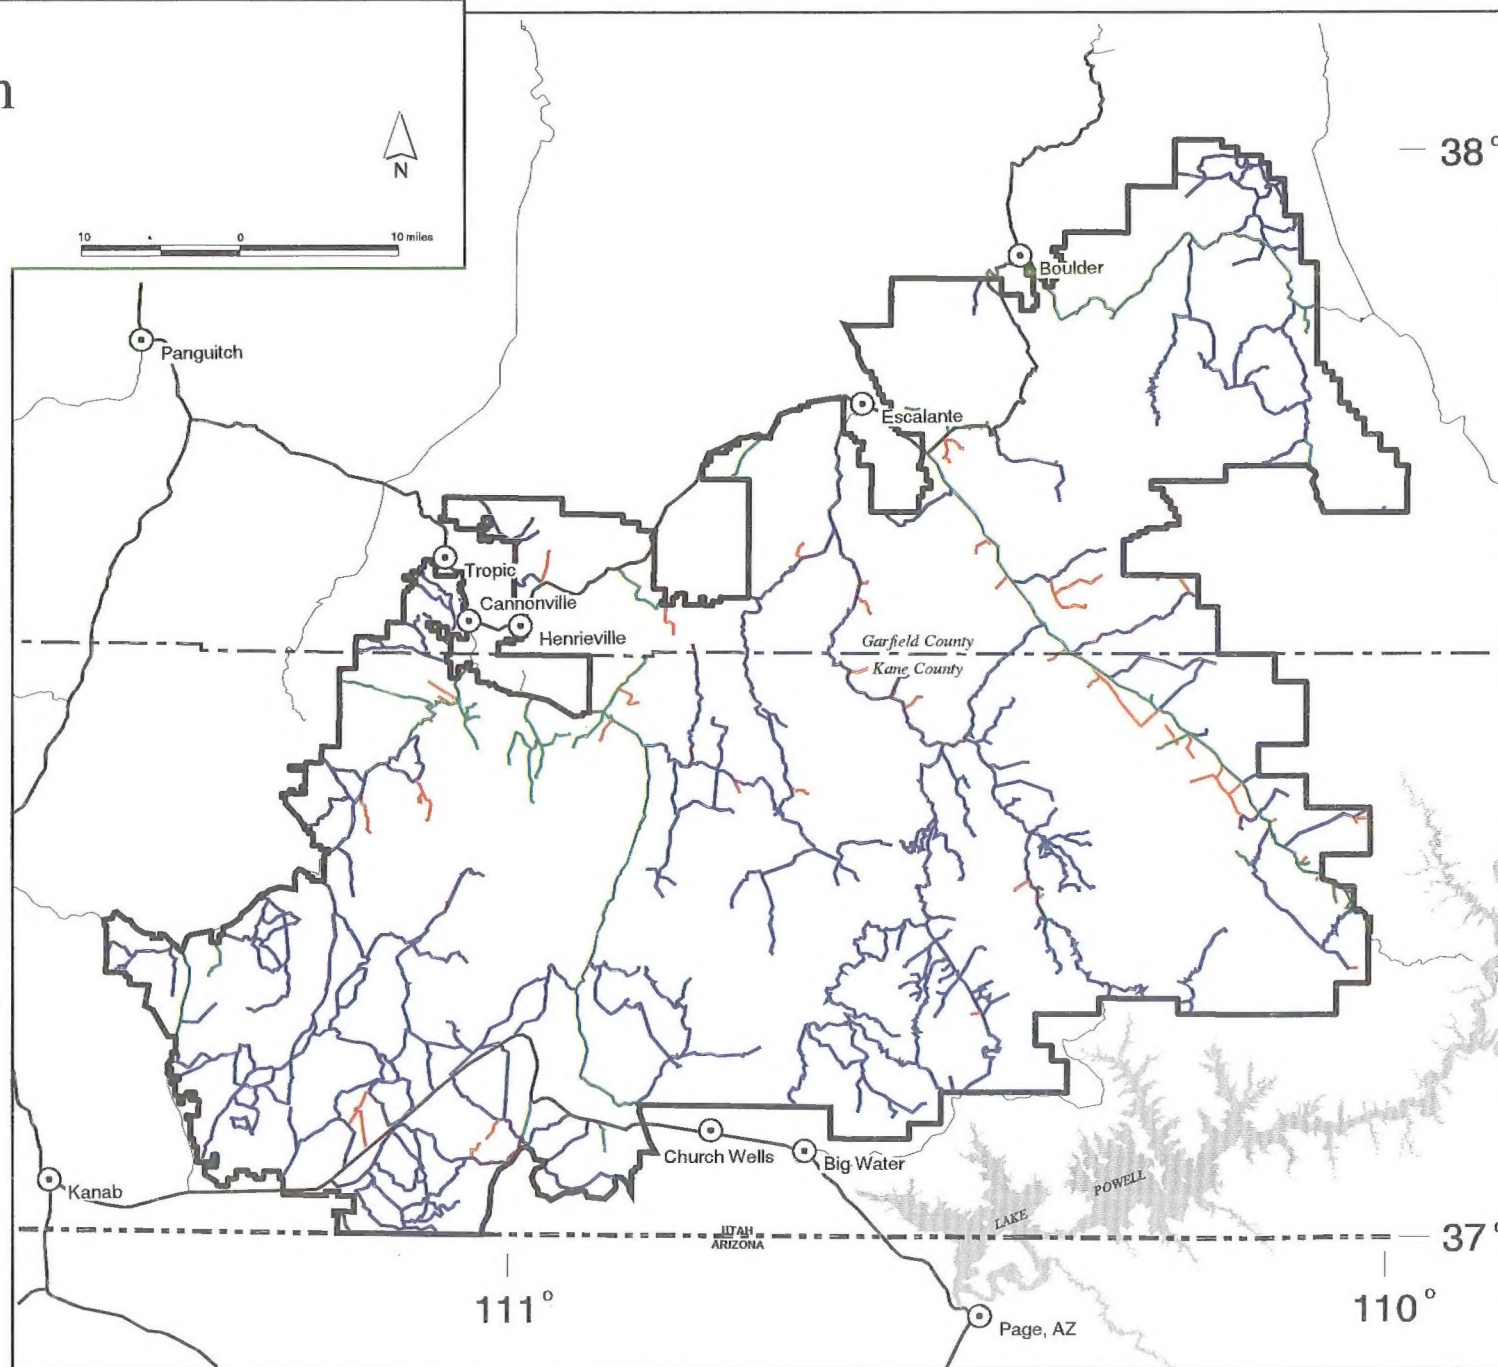 n
N
10 0 10 miles
38°
Boulder
Panguitch
Escalante
Tropic
Cannonville
Henrieville
Garfield County
Kane County
Church Wells
Big Water
Kanab
POWELL
LAKE
UTAH
ARIZONA
37°
111°
110°
Page, AZ